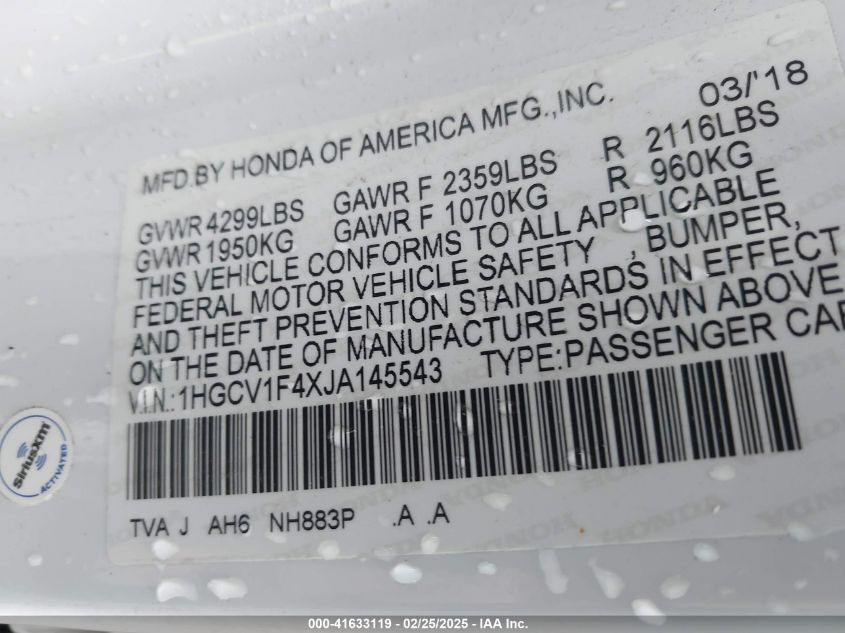 MFD.BY HONDA OF AMERICA MFG.,INC. 03/'18
GVWR 4299LBS GAWR F 2359LBS R 2116LBS
GVWR 1950KG GAWR F 1070KG R 960KG
THIS VEHICLE CONFORMS TO ALL APPLICABLE
FEDERAL MOTOR VEHICLE SAFETY , BUMPER,
AND THEFT PREVENTION STANDARDS IN EFFECT
ON THE DATE OF MANUFACTURE SHOWN ABOVE
V.I.N.:1HGCV1F4XJA145543 TYPE:PASSENGER CAR
SiriusXM
ACTIVATED
TVA J AH6 NH883P .A .A
HONDA HONDA HONDA
000-41633119 - 02/25/2025 - IAA Inc.